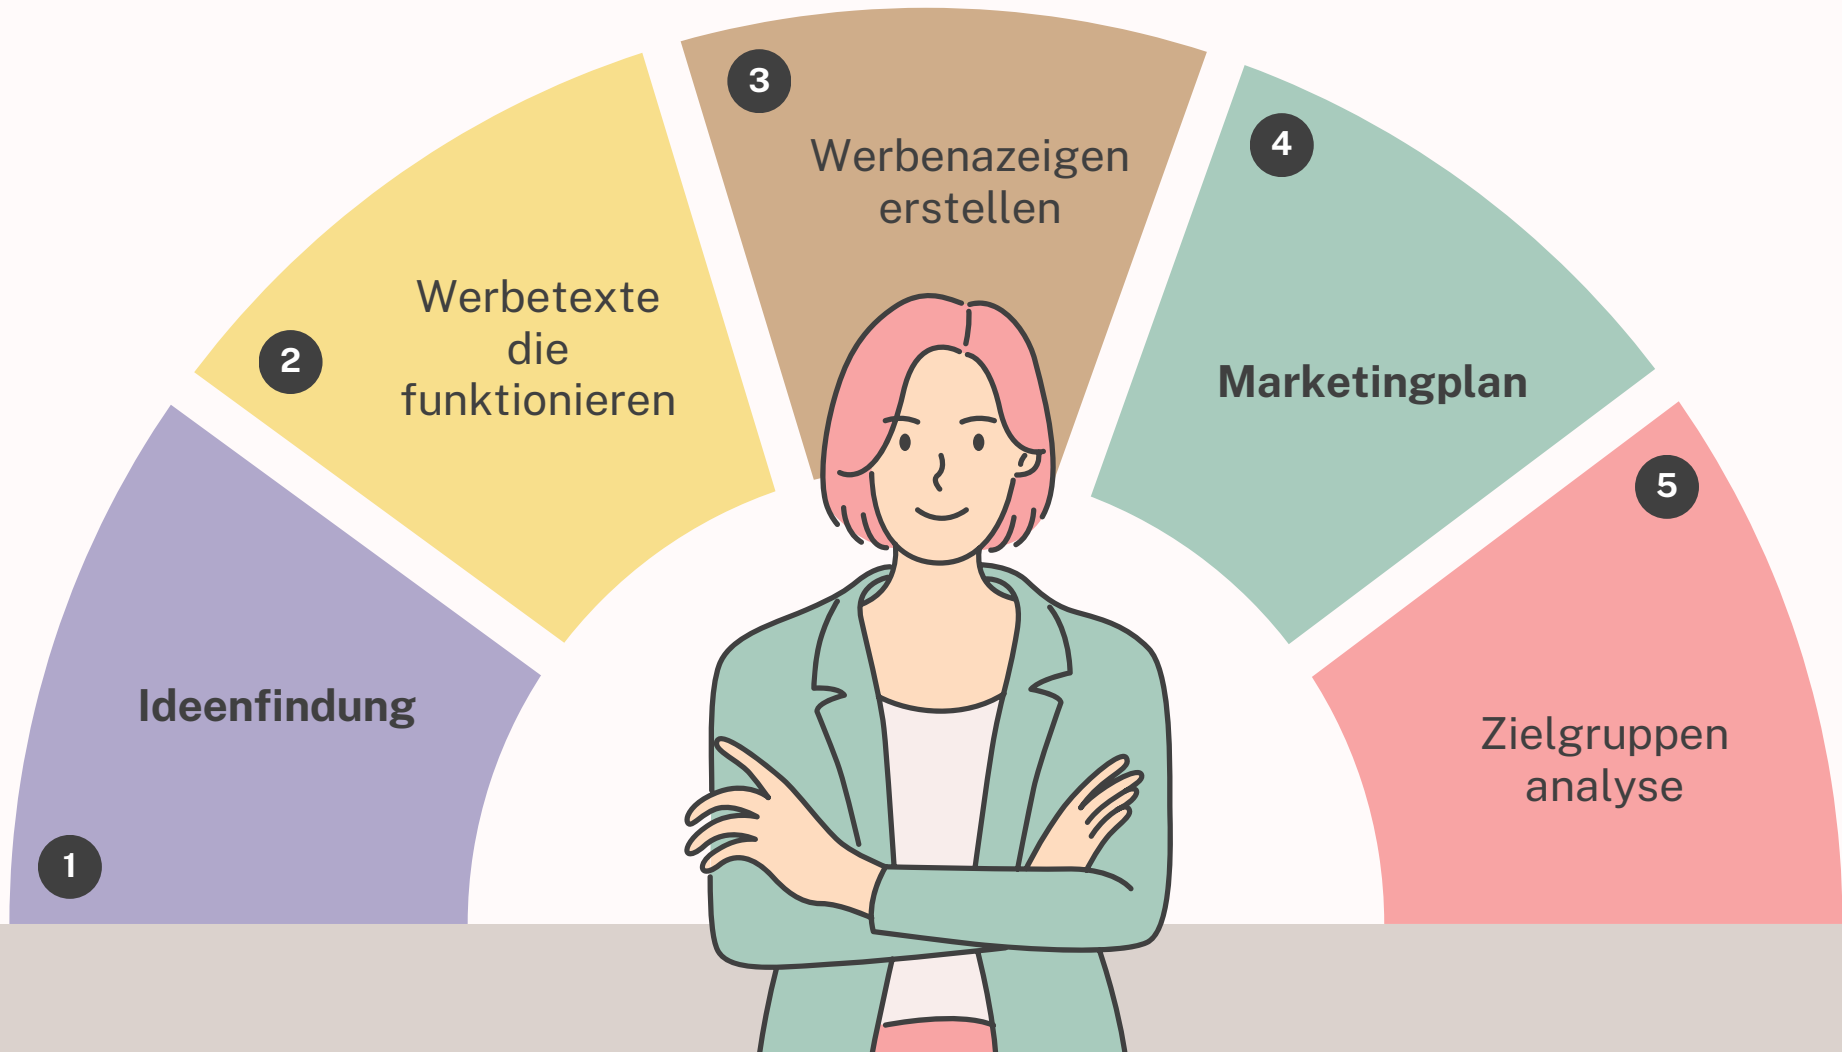 1
Ideenfindung
2
Werbetexte
die
funktionieren
3
Werbenazeigen
erstellen
4
Marketingplan
5
Zielgruppen
analyse